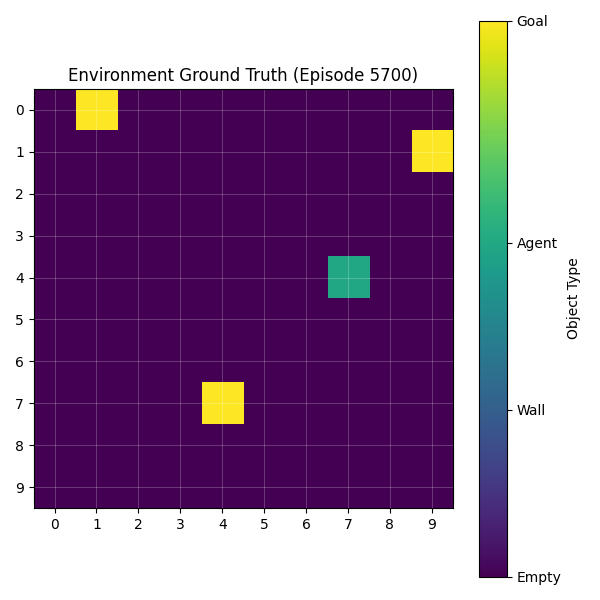 Environment Ground Truth (Episode 5700)
0
1
2
3
4
5
6
7
8
9
0 1 2 3 4 5 6 7 8 9
Goal
Agent
Wall
Empty
Object Type